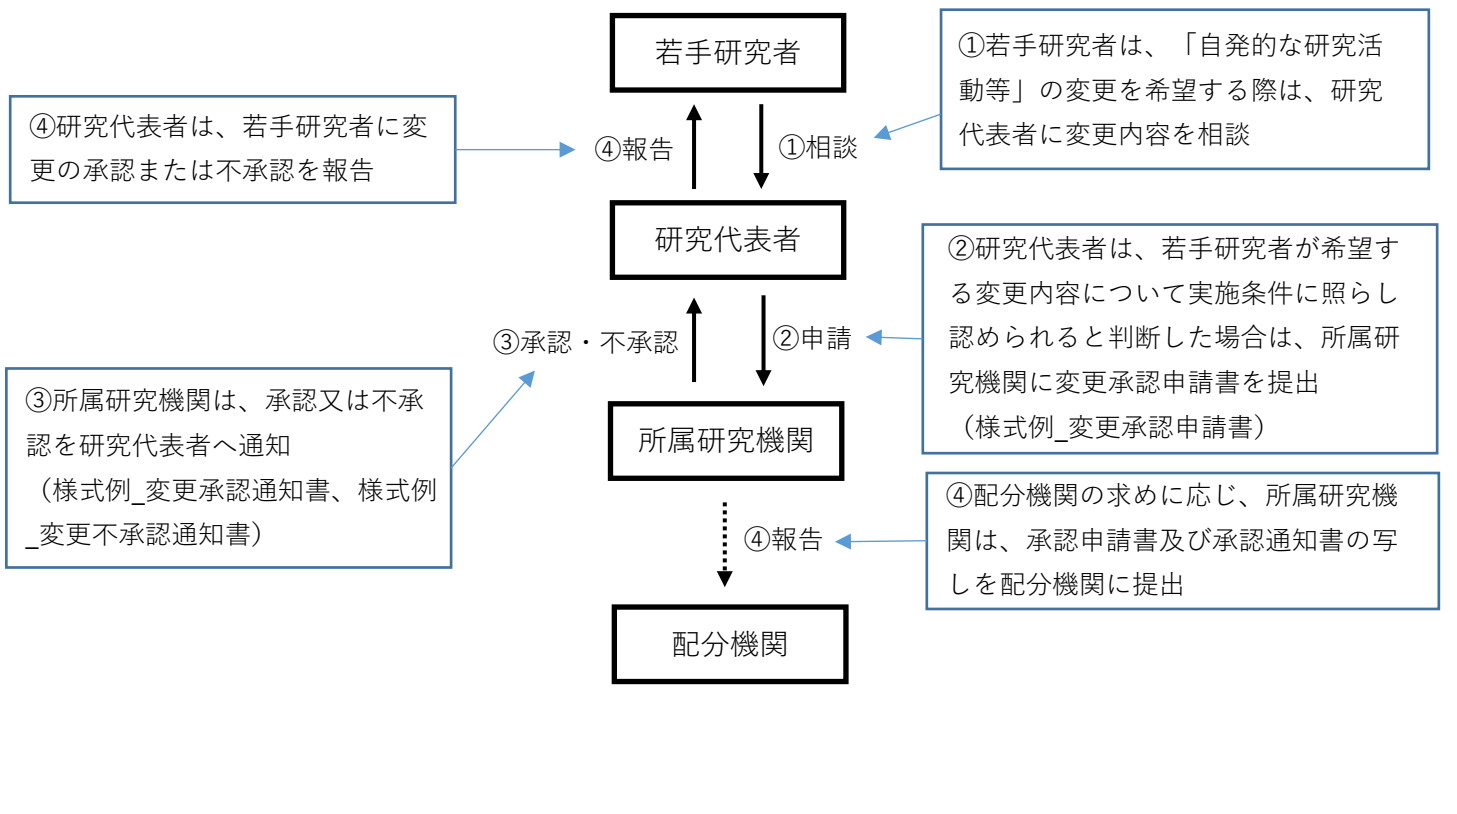 若手研究者
①若手研究者は、「自発的な研究活
動等」の変更を希望する際は、研究
代表者に変更内容を相談
④研究代表者は、若手研究者に変
更の承認または不承認を報告
④報告
①相談
研究代表者
②研究代表者は、若手研究者が希望す
る変更内容について実施条件に照らし
認められると判断した場合は、所属研
究機関に変更承認申請書を提出
（様式例_変更承認申請書）
③承認・不承認
②申請
③所属研究機関は、承認又は不承
認を研究代表者へ通知
（様式例_変更承認通知書、様式例
_変更不承認通知書）
所属研究機関
④配分機関の求めに応じ、所属研究機
関は、承認申請書及び承認通知書の写
しを配分機関に提出
④報告
配分機関